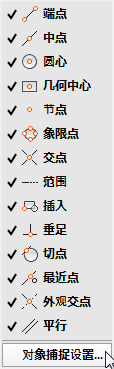 端点
中点
圆心
几何中心
节点
象限点
交点
范围
插入
垂足
切点
最近点
外观交点
平行
对象捕捉设置...